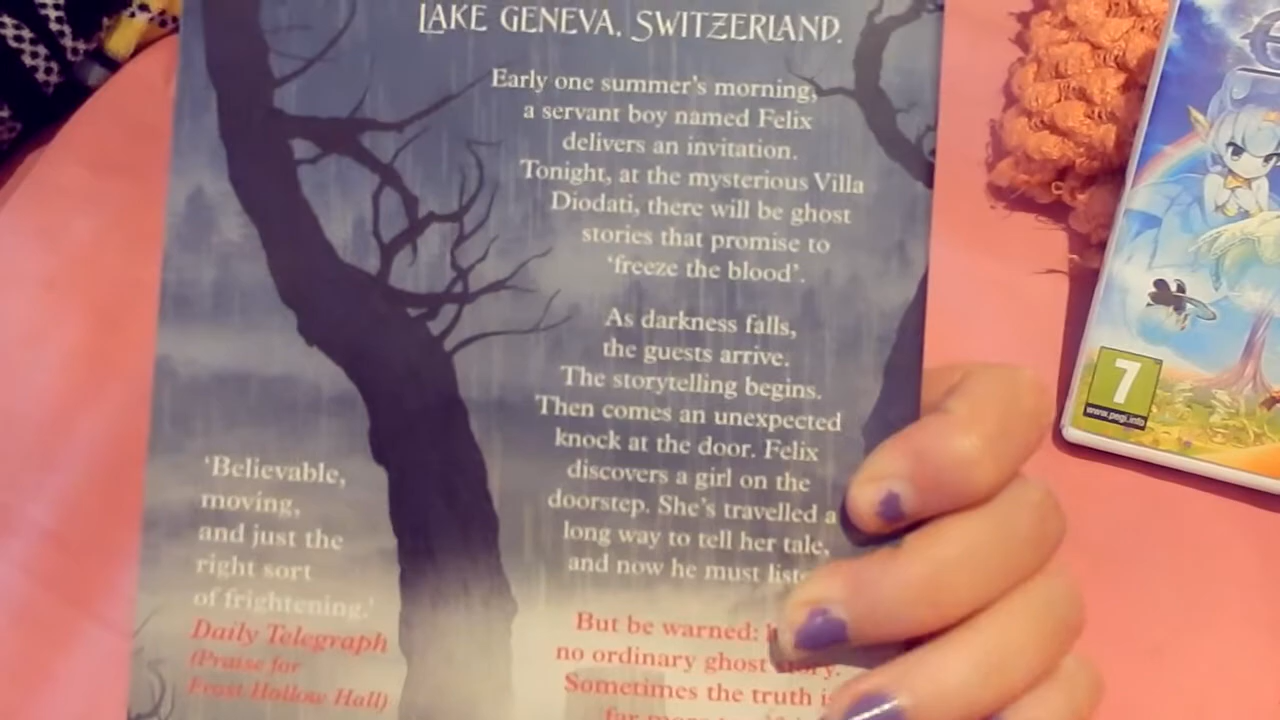 LAKE GENEVA, SWITZERLAND.
Early one summer's morning,
a servant boy named Felix
delivers an invitation.
Tonight, at the mysterious Villa
Diodati, there will be ghost
stories that promise to
'freeze the blood'.
As darkness falls,
the guests arrive.
The storytelling begins.
Then comes an unexpected
knock at the door. Felix
discovers a girl on the
doorstep. She's travelled a
long way to tell her tale,
and now he must
But be warned:
no ordinary ghost story.
Sometimes the truth is
far more
'Believable,
moving,
and just the
right sort
of frightening.'
Daily Telegraph
(Praise for
Frost Hollow Hall)
7
www.pegi.info